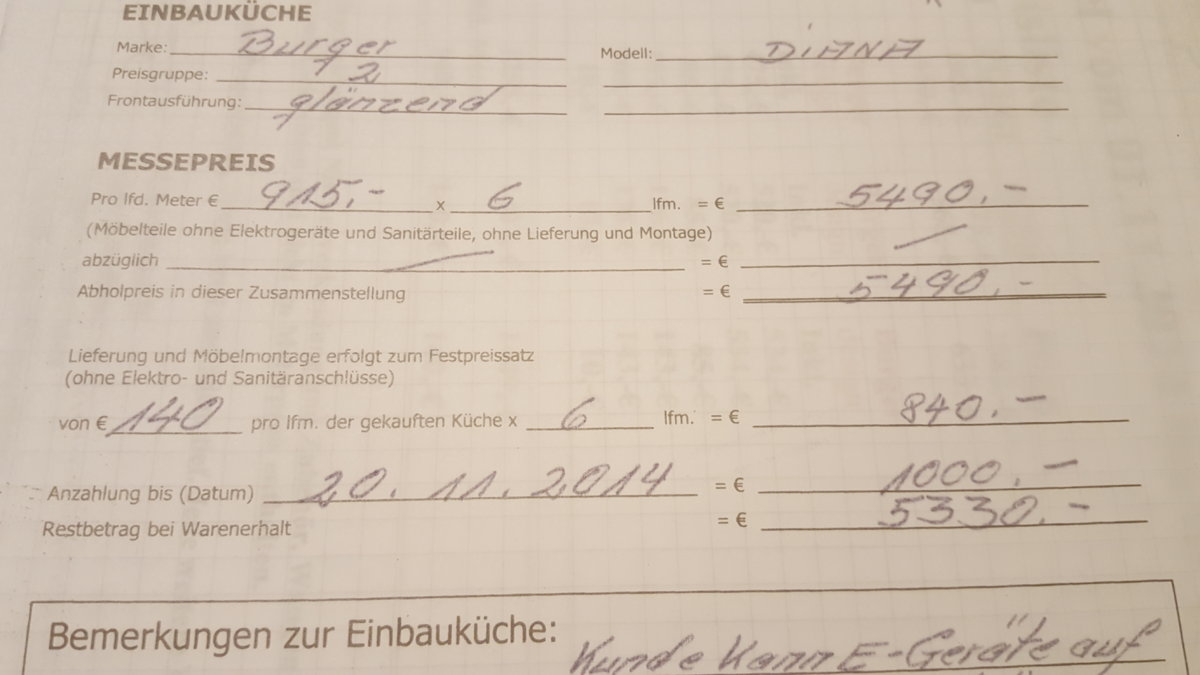 EINBAUKÜCHE
Marke: Burger Modell: DIANA
Preisgruppe: 2
Frontausführung: glänzend
MESSEPREIS
Pro lfd. Meter € 915,- x 6 lfm. = € 5490,-
(Möbelteile ohne Elektrogeräte und Sanitärteile, ohne Lieferung und Montage)
abzüglich — = € —
Abholpreis in dieser Zusammenstellung = € 5490,-
Lieferung und Möbelmontage erfolgt zum Festpreissatz
(ohne Elektro- und Sanitäranschlüsse)
von € 140 pro lfm. der gekauften Küche x 6 lfm. = € 840.-
Anzahlung bis (Datum) 20. 11. 2014 = € 1000,-
Restbetrag bei Warenerhalt = € 5330.-
Bemerkungen zur Einbauküche:
Kunde kann E-Geräte auf